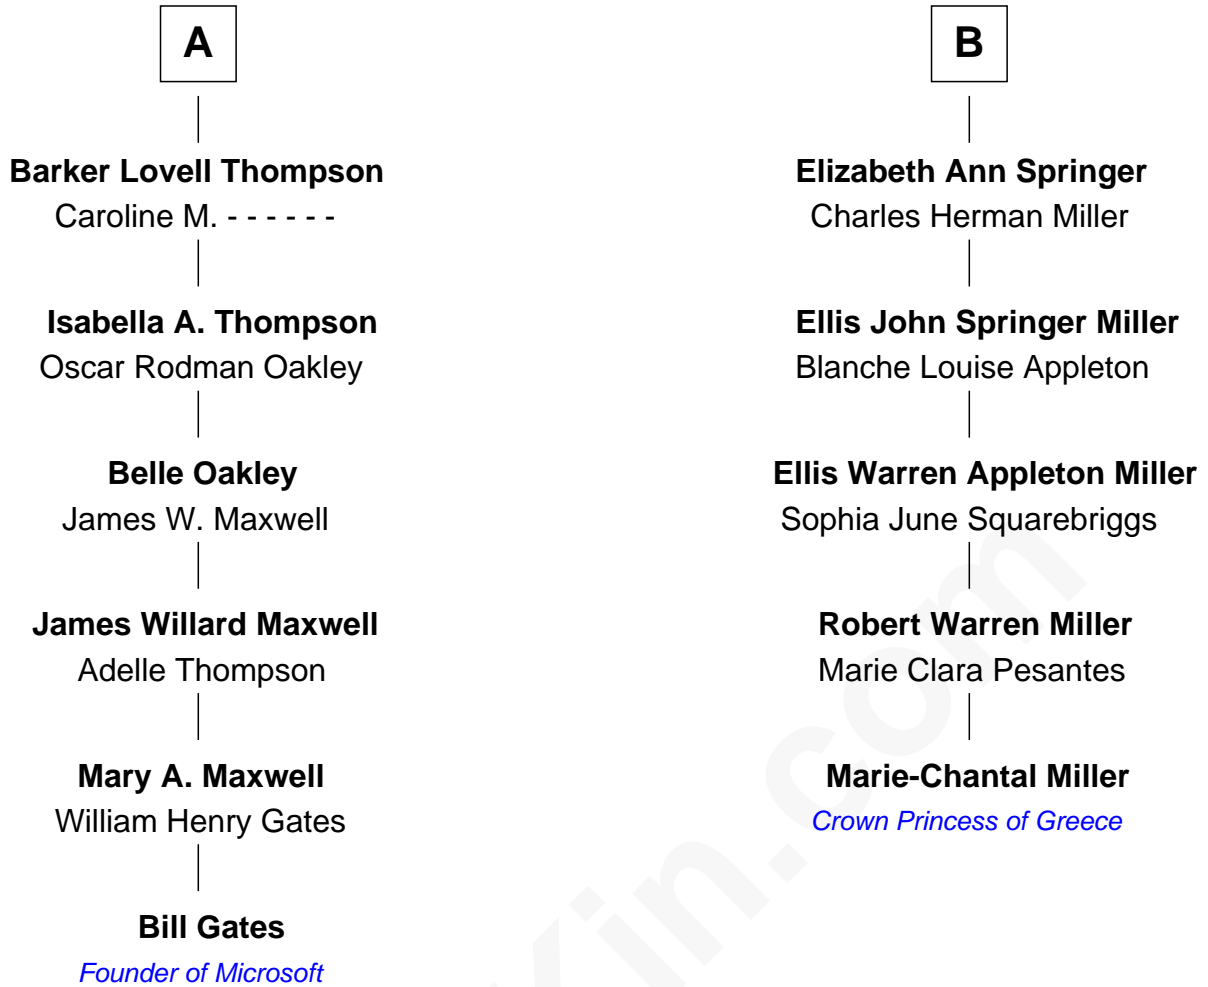 A
Barker Lovell Thompson
Caroline M. - - - - - -
Isabella A. Thompson
Oscar Rodman Oakley
Belle Oakley
James W. Maxwell
James Willard Maxwell
Adelle Thompson
Mary A. Maxwell
William Henry Gates
Bill Gates
Founder of Microsoft
B
Elizabeth Ann Springer
Charles Herman Miller
Ellis John Springer Miller
Blanche Louise Appleton
Ellis Warren Appleton Miller
Sophia June Squarebriggs
Robert Warren Miller
Marie Clara Pesantes
Marie-Chantal Miller
Crown Princess of Greece
Kin.com